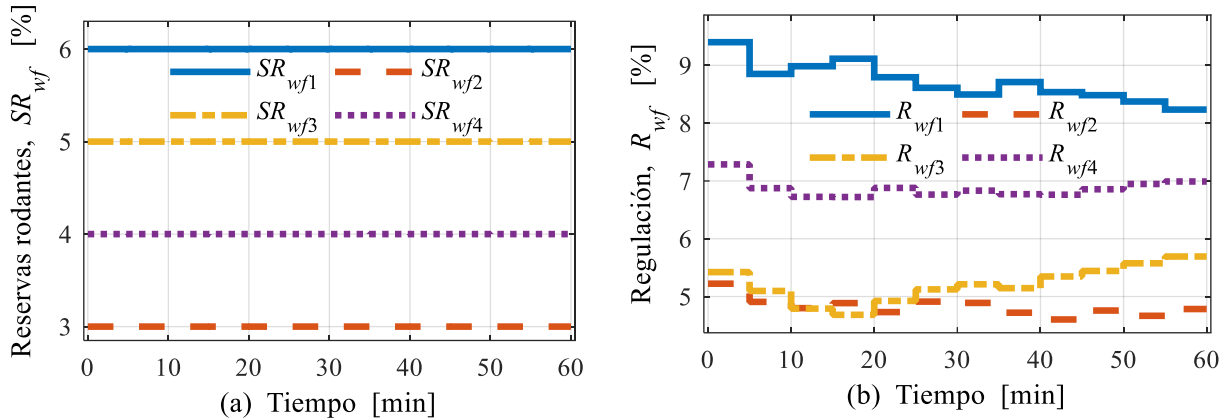 Reservas rodantes, SR_wf [%]
6
5
4
3
SR_wf1 SR_wf2
SR_wf3 SR_wf4
0 10 20 30 40 50 60
(a) Tiempo [min]
Regulación, R_wf [%]
9
8
7
6
5
R_wf1 R_wf2
R_wf3 R_wf4
0 10 20 30 40 50 60
(b) Tiempo [min]